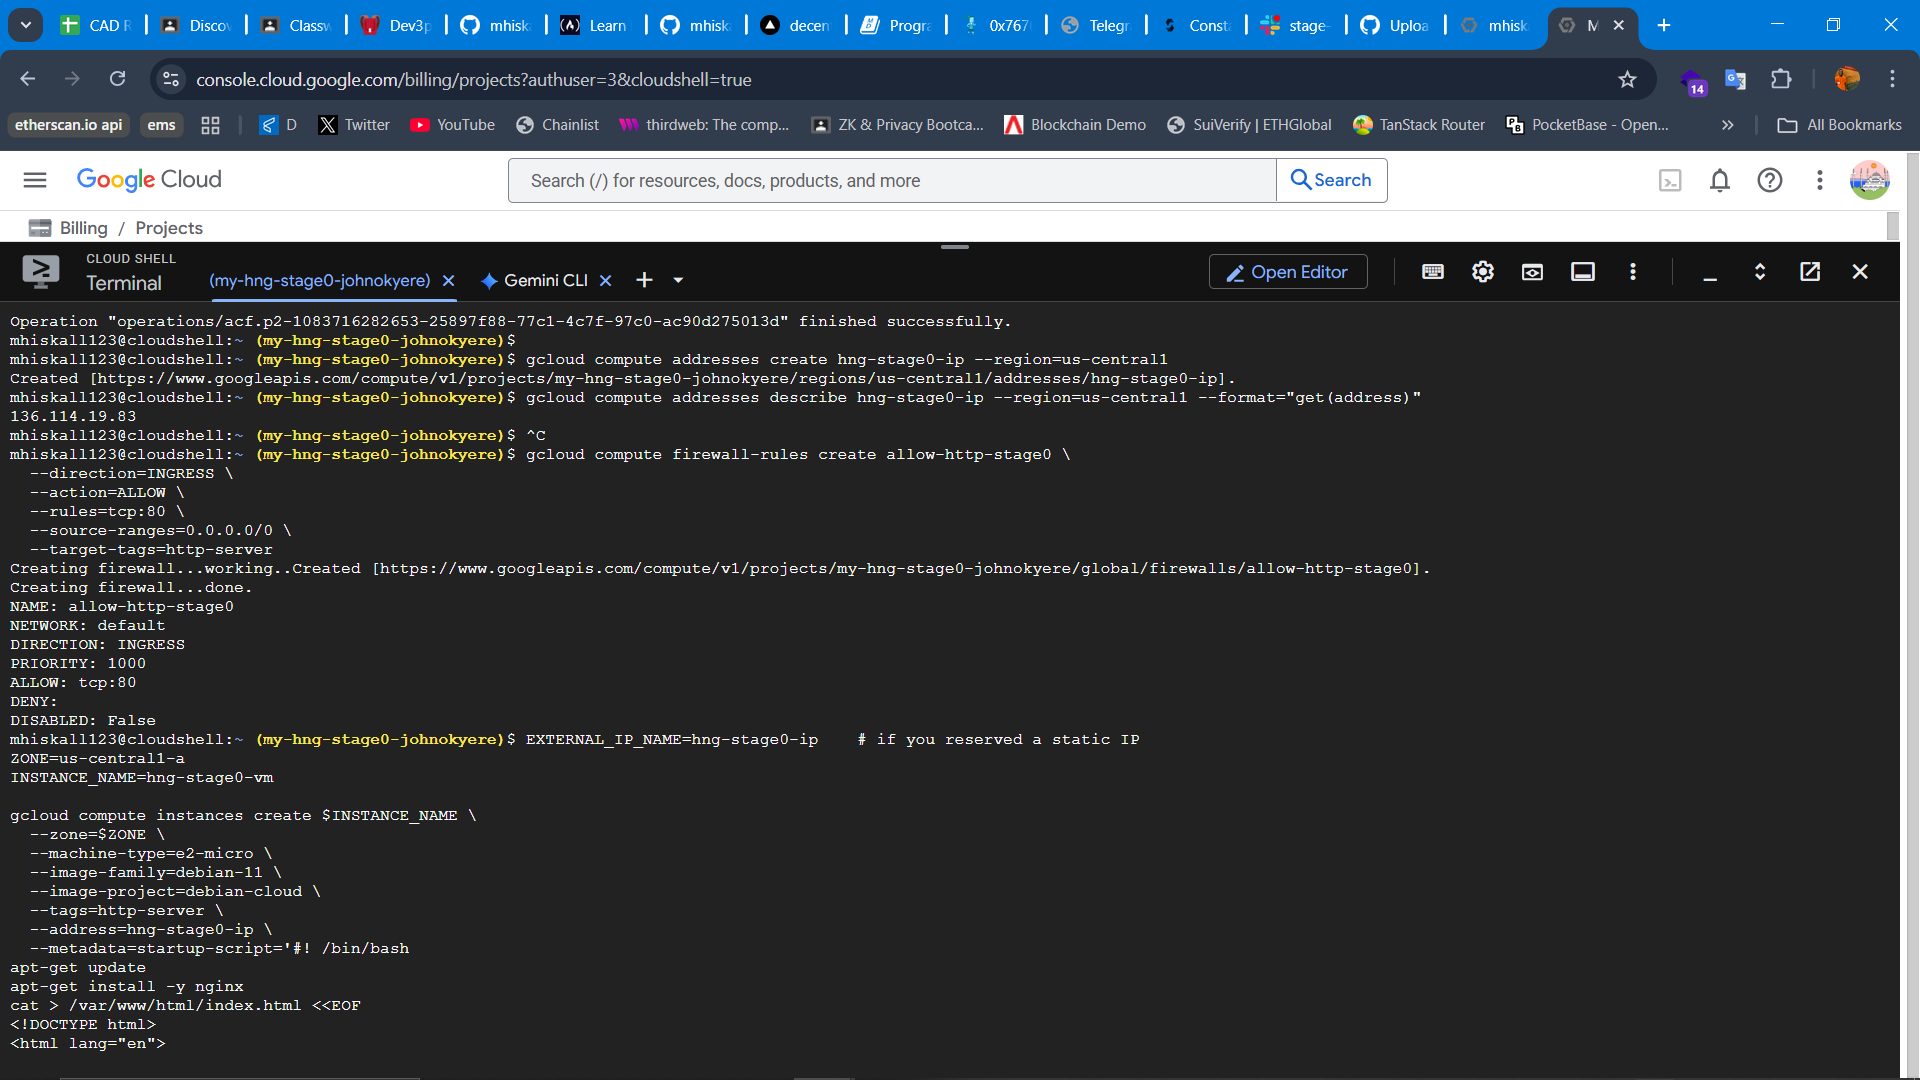 CAD R
Discov
Classw
Dev3p
mhiska
Learn
mhisk
decen
Progra
0x767
Telegr
Consta
stage-
Uploa
mhisk
M
console.cloud.google.com/billing/projects?authuser=3&cloudshell=true
14
etherscan.io api
ems
D
Twitter
YouTube
Chainlist
thirdweb: The comp...
ZK & Privacy Bootca...
Blockchain Demo
SuiVerify | ETHGlobal
TanStack Router
PocketBase - Open...
All Bookmarks
Google Cloud
Search (/) for resources, docs, products, and more
Search
Billing / Projects
CLOUD SHELL
Terminal
(my-hng-stage0-johnokyere)
Gemini CLI
Open Editor
Operation "operations/acf.p2-1083716282653-25897f88-77c1-4c7f-97c0-ac90d275013d" finished successfully.
mhiskall123@cloudshell:~ (my-hng-stage0-johnokyere)$
mhiskall123@cloudshell:~ (my-hng-stage0-johnokyere)$ gcloud compute addresses create hng-stage0-ip --region=us-central1
Created [https://www.googleapis.com/compute/v1/projects/my-hng-stage0-johnokyere/regions/us-central1/addresses/hng-stage0-ip].
mhiskall123@cloudshell:~ (my-hng-stage0-johnokyere)$ gcloud compute addresses describe hng-stage0-ip --region=us-central1 --format="get(address)"
136.114.19.83
mhiskall123@cloudshell:~ (my-hng-stage0-johnokyere)$ ^C
mhiskall123@cloudshell:~ (my-hng-stage0-johnokyere)$ gcloud compute firewall-rules create allow-http-stage0 \
--direction=INGRESS \
--action=ALLOW \
--rules=tcp:80 \
--source-ranges=0.0.0.0/0 \
--target-tags=http-server
Creating firewall...working..Created [https://www.googleapis.com/compute/v1/projects/my-hng-stage0-johnokyere/global/firewalls/allow-http-stage0].
Creating firewall...done.
NAME: allow-http-stage0
NETWORK: default
DIRECTION: INGRESS
PRIORITY: 1000
ALLOW: tcp:80
DENY:
DISABLED: False
mhiskall123@cloudshell:~ (my-hng-stage0-johnokyere)$ EXTERNAL_IP_NAME=hng-stage0-ip # if you reserved a static IP
ZONE=us-central1-a
INSTANCE_NAME=hng-stage0-vm
gcloud compute instances create $INSTANCE_NAME \
--zone=$ZONE \
--machine-type=e2-micro \
--image-family=debian-11 \
--image-project=debian-cloud \
--tags=http-server \
--address=hng-stage0-ip \
--metadata=startup-script='#! /bin/bash
apt-get update
apt-get install -y nginx
cat > /var/www/html/index.html <<EOF
<!DOCTYPE html>
<html lang="en">